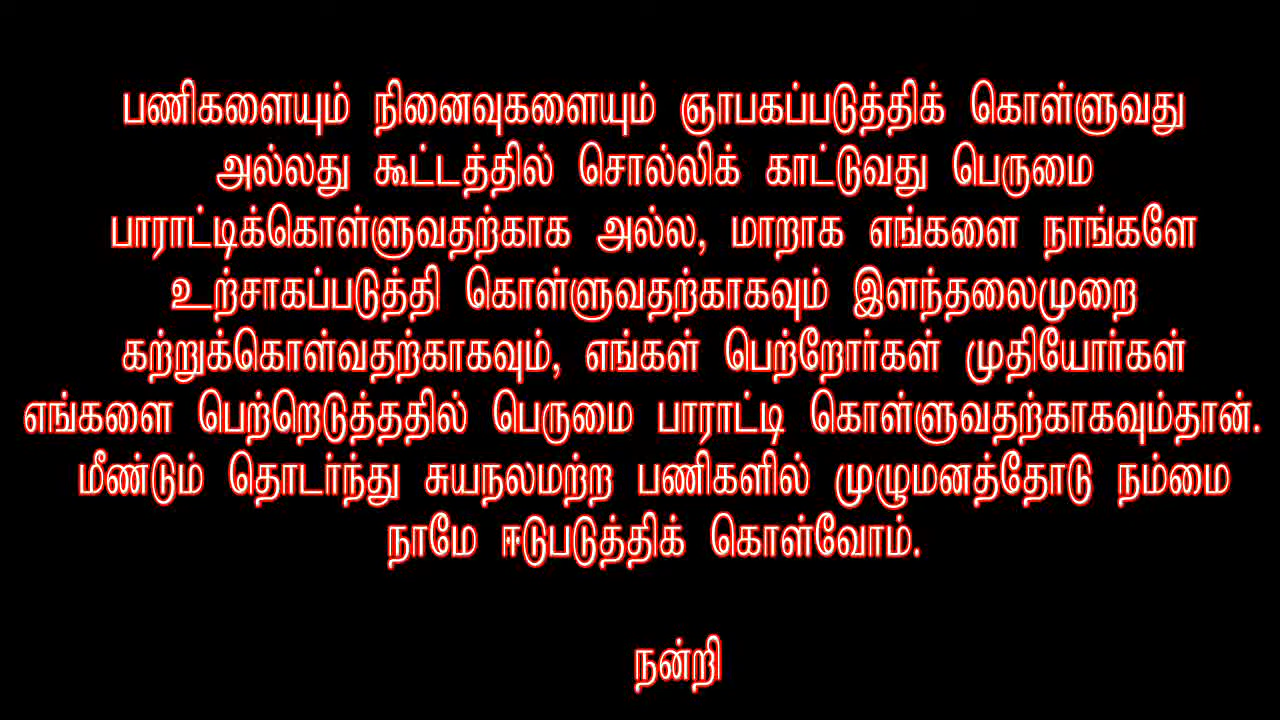 பணிகளையும் நினைவுகளையும் ஞாபகப்படுத்திக் கொள்ளுவது
அல்லது கூட்டத்தில் சொல்லிக் காட்டுவது பெருமை
பாராட்டிக்கொள்ளுவதற்காக அல்ல, மாறாக எங்களை நாங்களே
உற்சாகப்படுத்தி கொள்ளுவதற்காகவும் இளந்தலைமுறை
கற்றுக்கொள்வதற்காகவும், எங்கள் பெற்றோர்கள் முதியோர்கள்
எங்களை பெற்றெடுத்ததில் பெருமை பாராட்டி கொள்ளுவதற்காகவும்தான்.
மீண்டும் தொடர்ந்து சுயநலமற்ற பணிகளில் முழுமனத்தோடு நம்மை
நாமே ஈடுபடுத்திக் கொள்வோம்.
நன்றி